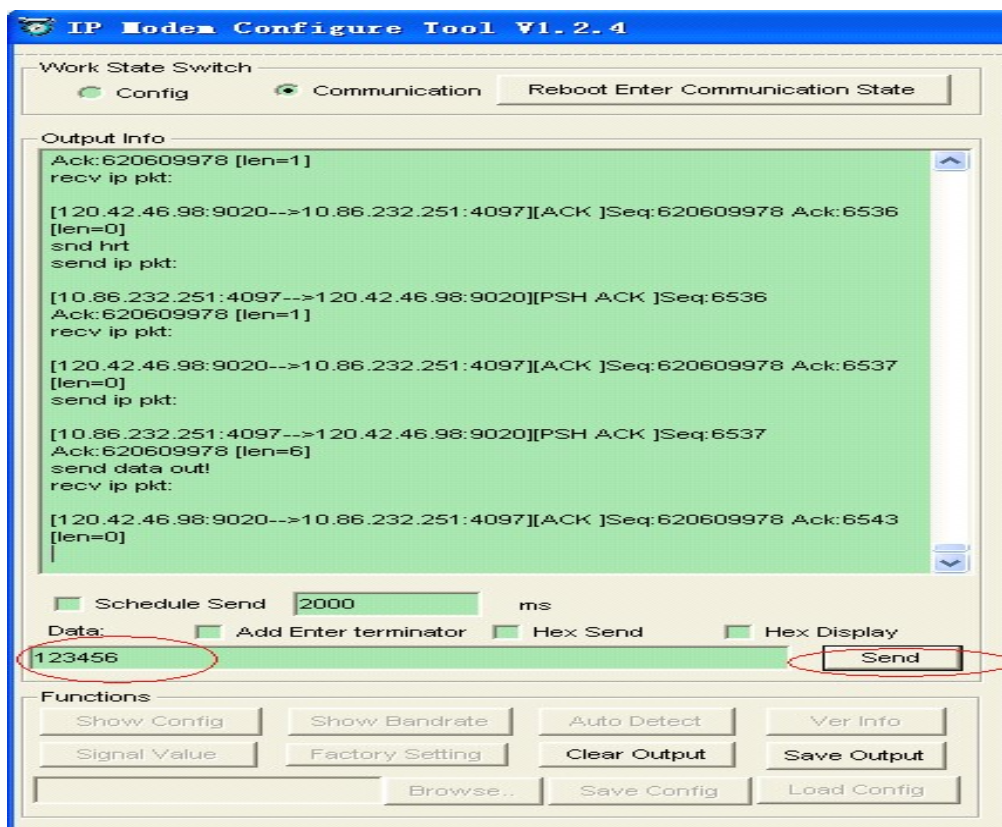 IP Modem Configure Tool V1.2.4
Work State Switch
Config Communication Reboot Enter Communication State
Output Info
Ack:620609978 [len=1]
recv ip pkt:
[120.42.46.98:9020-->10.86.232.251:4097][ACK ]Seq:620609978 Ack:6536
[len=0]
snd hrt
send ip pkt:
[10.86.232.251:4097-->120.42.46.98:9020][PSH ACK ]Seq:6536
Ack:620609978 [len=1]
recv ip pkt:
[120.42.46.98:9020-->10.86.232.251:4097][ACK ]Seq:620609978 Ack:6537
[len=0]
send ip pkt:
[10.86.232.251:4097-->120.42.46.98:9020][PSH ACK ]Seq:6537
Ack:620609978 [len=6]
send data out!
recv ip pkt:
[120.42.46.98:9020-->10.86.232.251:4097][ACK ]Seq:620609978 Ack:6543
[len=0]
Schedule Send 2000 ms
Data: Add Enter terminator Hex Send Hex Display
123456 Send
Functions
Show Config Show Bandrate Auto Detect Ver Info
Signal Value Factory Setting Clear Output Save Output
Browse.. Save Config Load Config